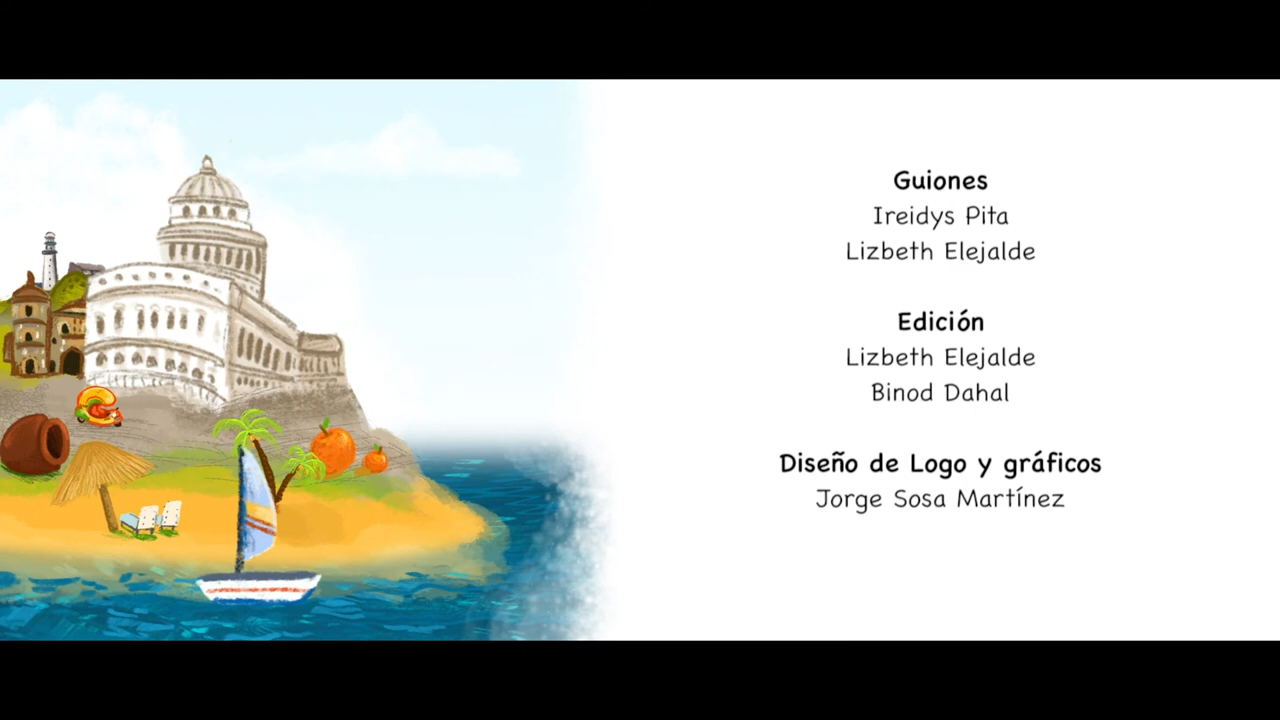 Guiones
Ireidys Pita
Lizbeth Elejalde
Edición
Lizbeth Elejalde
Binod Dahal
Diseño de Logo y gráficos
Jorge Sosa Martínez